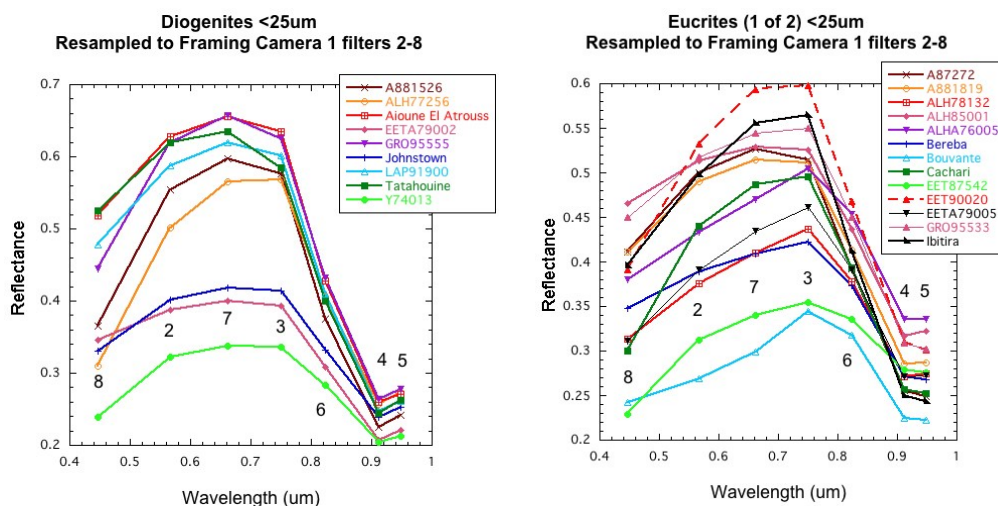 Diogenites <25um
Resampled to Framing Camera 1 filters 2-8
0.7
0.6
0.5
0.4
0.3
0.2
Reflectance
A881526
ALH77256
Aioune El Atrouss
EETA79002
GRO95555
Johnstown
LAP91900
Tatahouine
Y74013
8
2
7
3
6
4
5
0.4
0.5
0.6
0.7
0.8
0.9
1
Wavelength (um)
Eucrites (1 of 2) <25um
Resampled to Framing Camera 1 filters 2-8
0.6
0.55
0.5
0.45
0.4
0.35
0.3
0.25
0.2
Reflectance
A87272
A881819
ALH78132
ALH85001
ALHA76005
Bereba
Bouvante
Cachari
EET87542
EET90020
EETA79005
GRO95533
Ibitira
8
2
7
3
6
4
5
0.4
0.5
0.6
0.7
0.8
0.9
1
Wavelength (um)